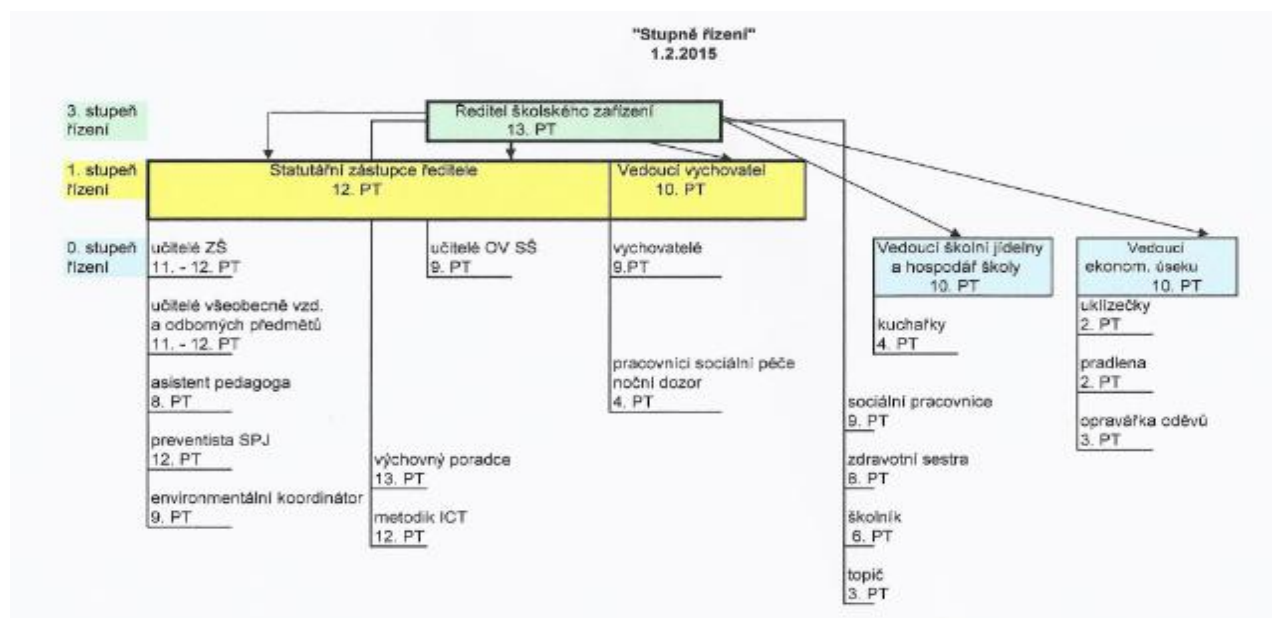 "Stupně řízení"
1.2.2015
3. stupeň
řízení
Ředitel školského zařízení
13. PT
1. stupeň
řízení
Statutářní zástupce ředitele
12. PT
Vedoucí vychovatel
10. PT
0. stupeň
řízení
učitelé ZŠ
11. - 12. PT
učitelé všeobecně vzd.
a odborných předmětů
11. - 12. PT
asistent pedagoga
8. PT
preventista SPJ
12. PT
environmentální koordinátor
9. PT
učitelé OV SŠ
9. PT
výchovný poradce
13. PT
metodik ICT
12. PT
vychovatelé
9.PT
pracovníci sociální péče
noční dozor
4. PT
Vedoucí školní jídelny
a hospodář školy
10. PT
kuchařky
4. PT
sociální pracovnice
9. PT
zdravotní sestra
8. PT
školník
6. PT
topič
3. PT
Vedoucí
ekonom. úseku
10. PT
uklízečky
2. PT
pradlena
2. PT
opravářka oděvů
3. PT